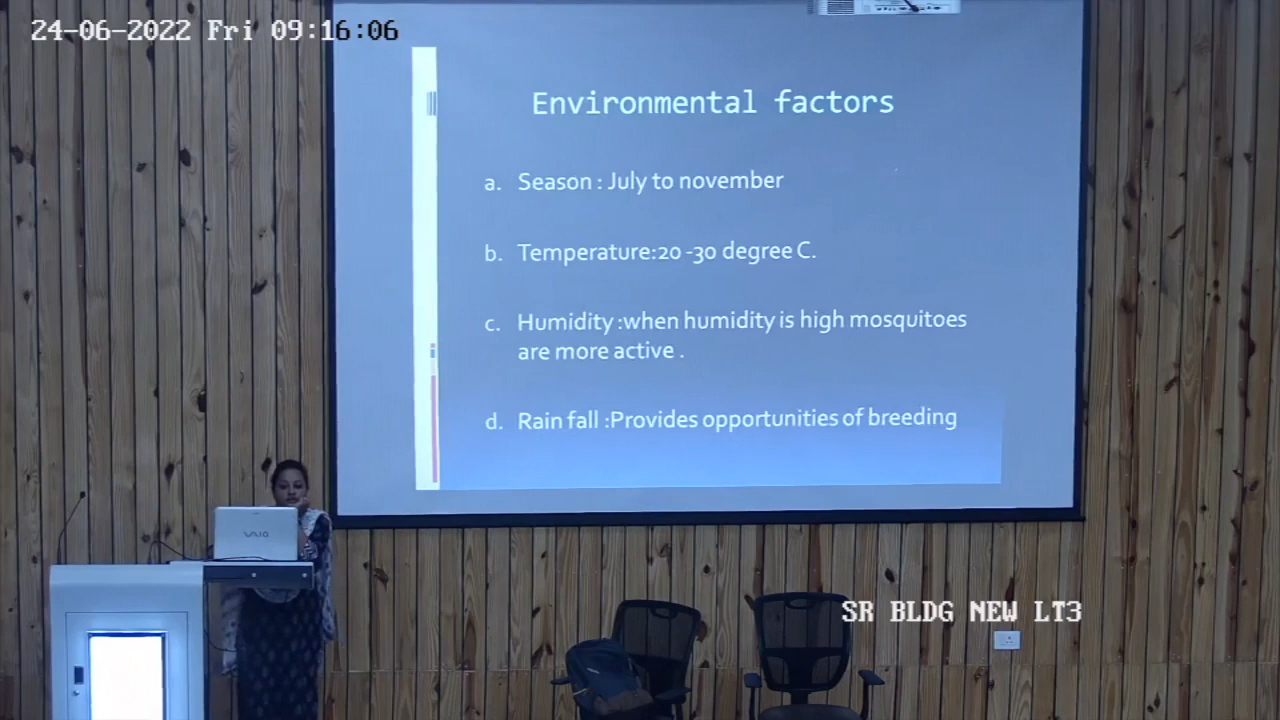 24-06-2022 Fri 09:16:06
Environmental factors
a. Season : July to november
b. Temperature:20 -30 degree C.
c. Humidity :when humidity is high mosquitoes
are more active .
d. Rain fall :Provides opportunities of breeding
VAIO
SR BLDG NEW LT3